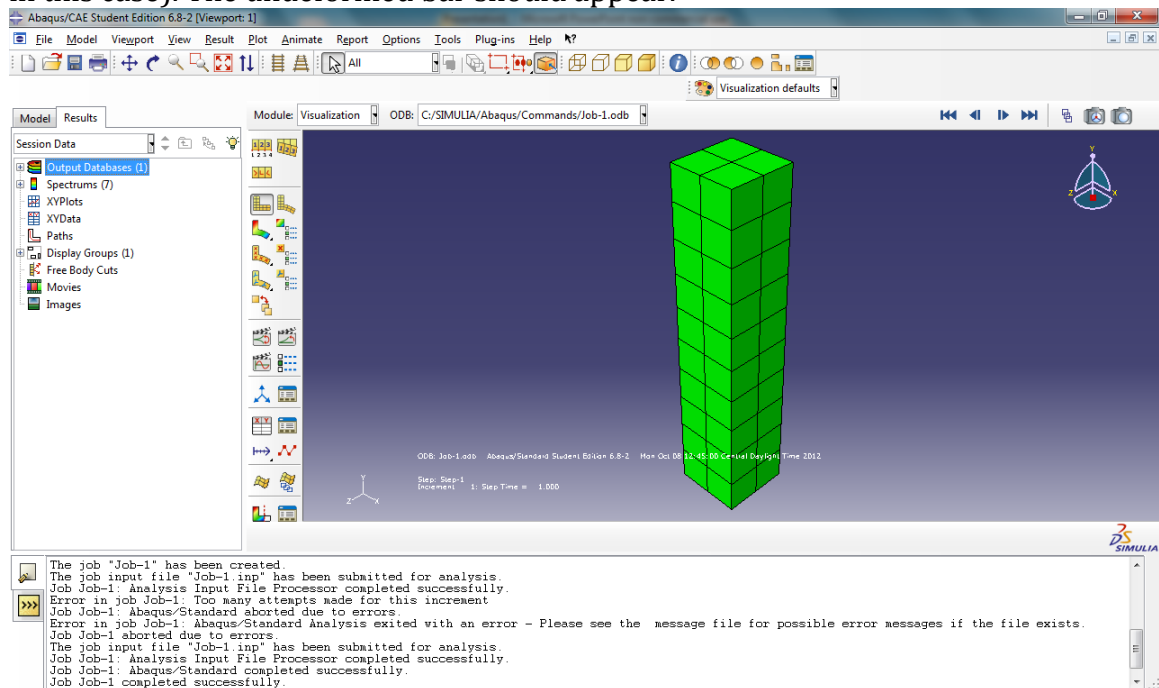 in this case). The undeformed bar should appear.
Abaqus/CAE Student Edition 6.8-2 [Viewport: 1]
File Model Viewport View Result Plot Animate Report Options Tools Plug-ins Help
All
Visualization defaults
Model Results
Module: Visualization ODB: C:/SIMULIA/Abaqus/Commands/Job-1.odb
Session Data
Output Databases (1)
Spectrums (7)
XYPlots
XYData
Paths
Display Groups (1)
Free Body Cuts
Movies
Images
Y
Z X
ODB: Job-1.odb Abaqus/Standard Student Edition 6.8-2 Mon Oct 08 12:45:00 Central Daylight Time 2012
Step: Step-1
Increment 1: Step Time = 1.000
Y
Z X
SIMULIA
The job "Job-1" has been created.
The job input file "Job-1.inp" has been submitted for analysis.
Job Job-1: Analysis Input File Processor completed successfully.
Error in job Job-1: Too many attempts made for this increment
Job Job-1: Abaqus/Standard aborted due to errors.
Error in job Job-1: Abaqus/Standard Analysis exited with an error - Please see the message file for possible error messages if the file exists.
Job Job-1 aborted due to errors.
The job input file "Job-1.inp" has been submitted for analysis.
Job Job-1: Analysis Input File Processor completed successfully.
Job Job-1: Abaqus/Standard completed successfully.
Job Job-1 completed successfully.